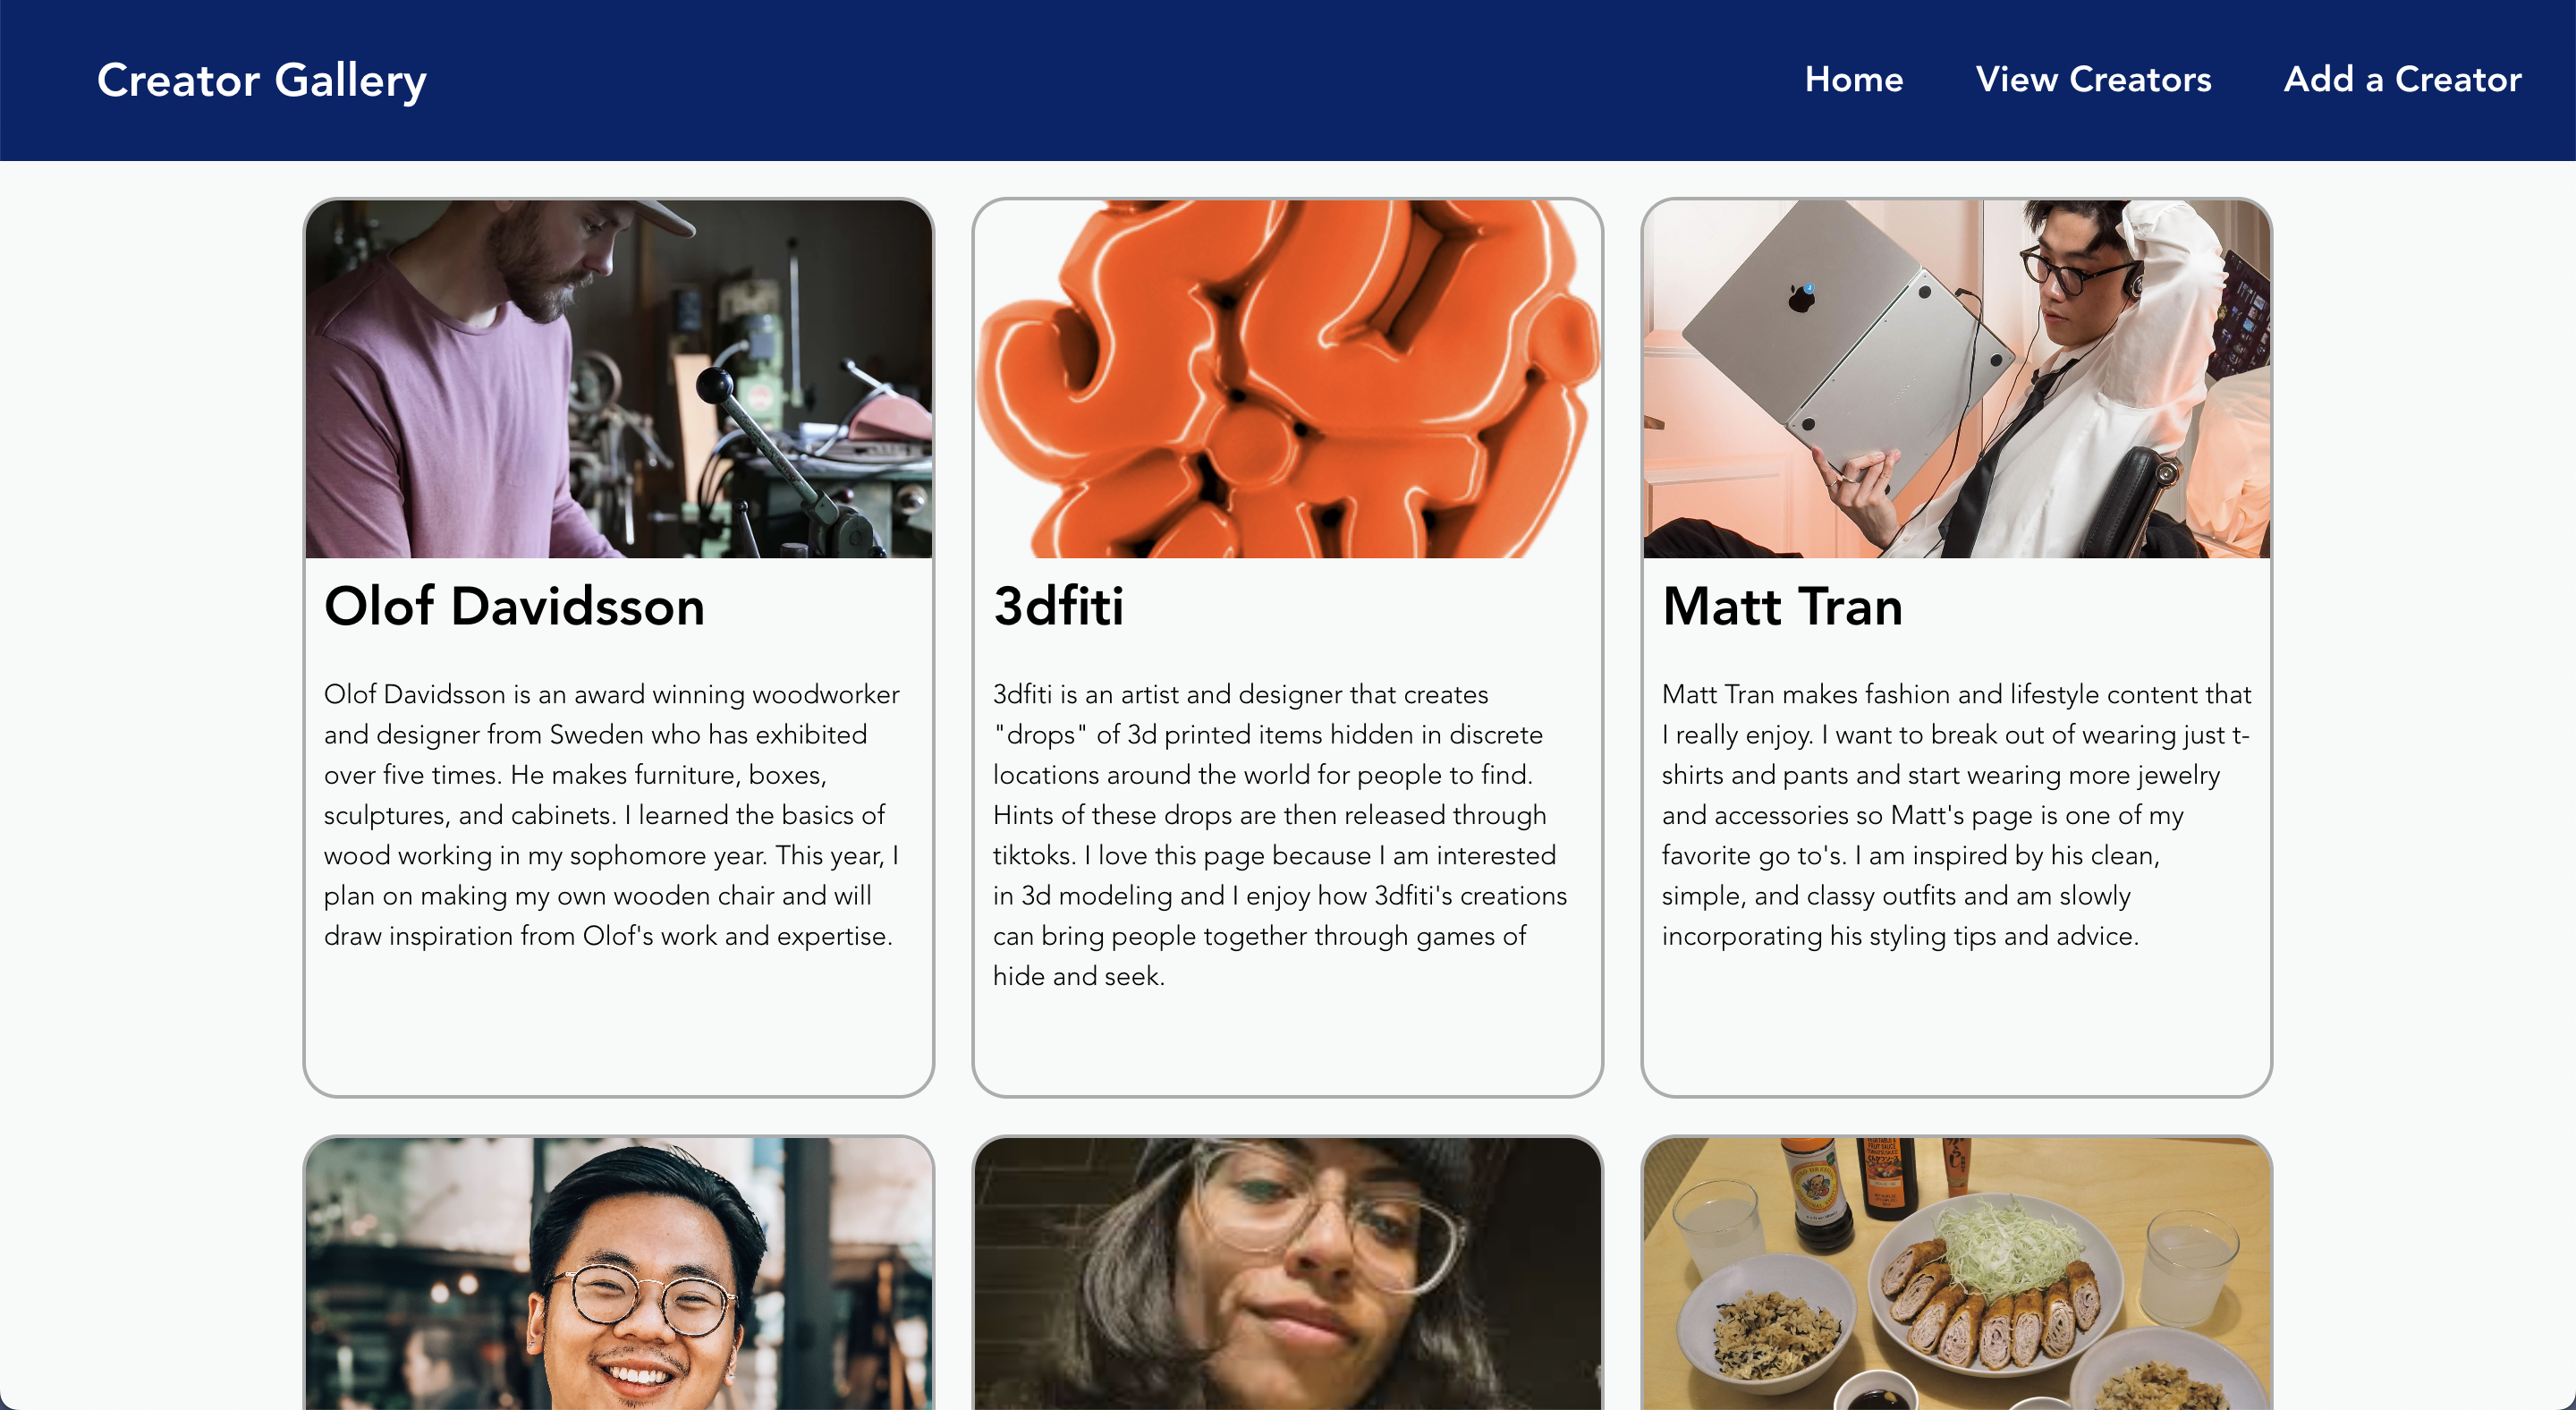 Creator Gallery
Home
View Creators
Add a Creator
Olof Davidsson
Olof Davidsson is an award winning woodworker
and designer from Sweden who has exhibited
over five times. He makes furniture, boxes,
sculptures, and cabinets. I learned the basics of
wood working in my sophomore year. This year, I
plan on making my own wooden chair and will
draw inspiration from Olof's work and expertise.
3dfiti
3dfiti is an artist and designer that creates
"drops" of 3d printed items hidden in discrete
locations around the world for people to find.
Hints of these drops are then released through
tiktoks. I love this page because I am interested
in 3d modeling and I enjoy how 3dfiti's creations
can bring people together through games of
hide and seek.
Matt Tran
Matt Tran makes fashion and lifestyle content that
I really enjoy. I want to break out of wearing just t-
shirts and pants and start wearing more jewelry
and accessories so Matt's page is one of my
favorite go to's. I am inspired by his clean,
simple, and classy outfits and am slowly
incorporating his styling tips and advice.